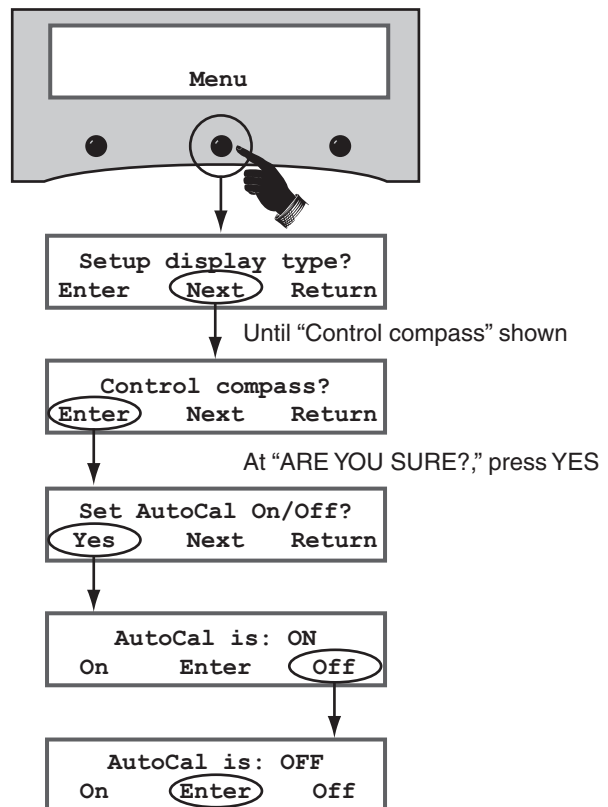 Menu
Setup display type?
Enter Next Return
Until “Control compass” shown
Control compass?
Enter Next Return
At “ARE YOU SURE?,” press YES
Set AutoCal On/Off?
Yes Next Return
AutoCal is: ON
On Enter Off
AutoCal is: OFF
On Enter Off